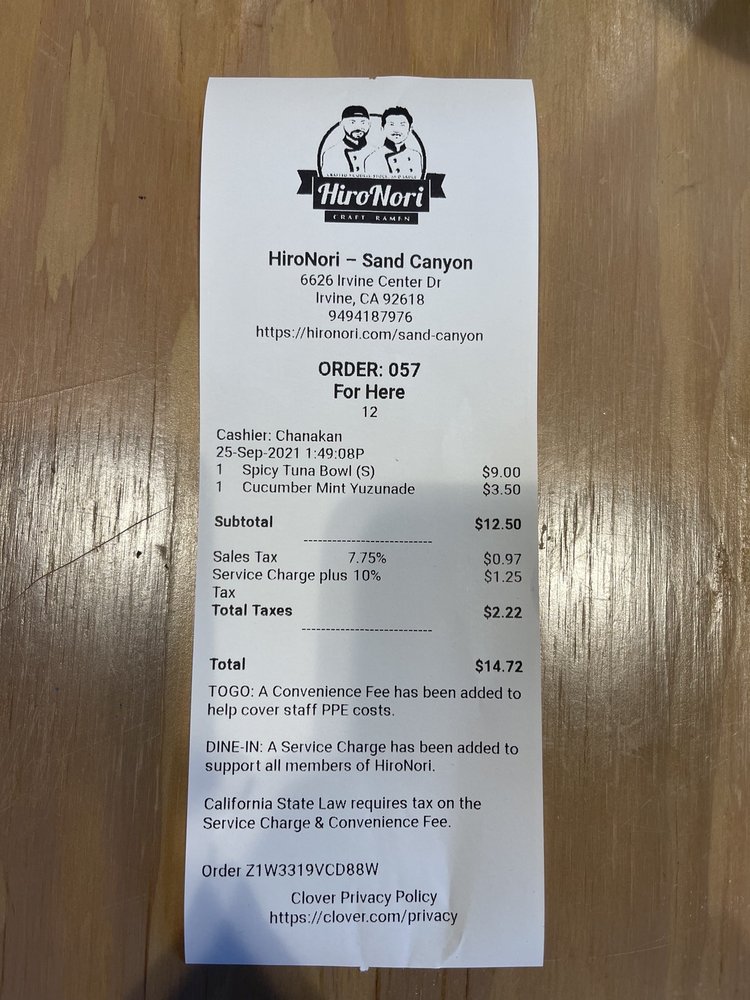 HiroNori
CRAFT RAMEN
HiroNori – Sand Canyon
6626 Irvine Center Dr
Irvine, CA 92618
9494187976
https://hironori.com/sand-canyon
ORDER: 057
For Here
12
Cashier: Chanakan
25-Sep-2021 1:49:08P
1 Spicy Tuna Bowl (S) $9.00
1 Cucumber Mint Yuzunade $3.50
Subtotal $12.50
--------------------------
Sales Tax 7.75% $0.97
Service Charge plus 10% $1.25
Tax
Total Taxes $2.22
--------------------------
Total $14.72
TOGO: A Convenience Fee has been added to
help cover staff PPE costs.
DINE-IN: A Service Charge has been added to
support all members of HiroNori.
California State Law requires tax on the
Service Charge & Convenience Fee.
Order Z1W3319VCD88W
Clover Privacy Policy
https://clover.com/privacy